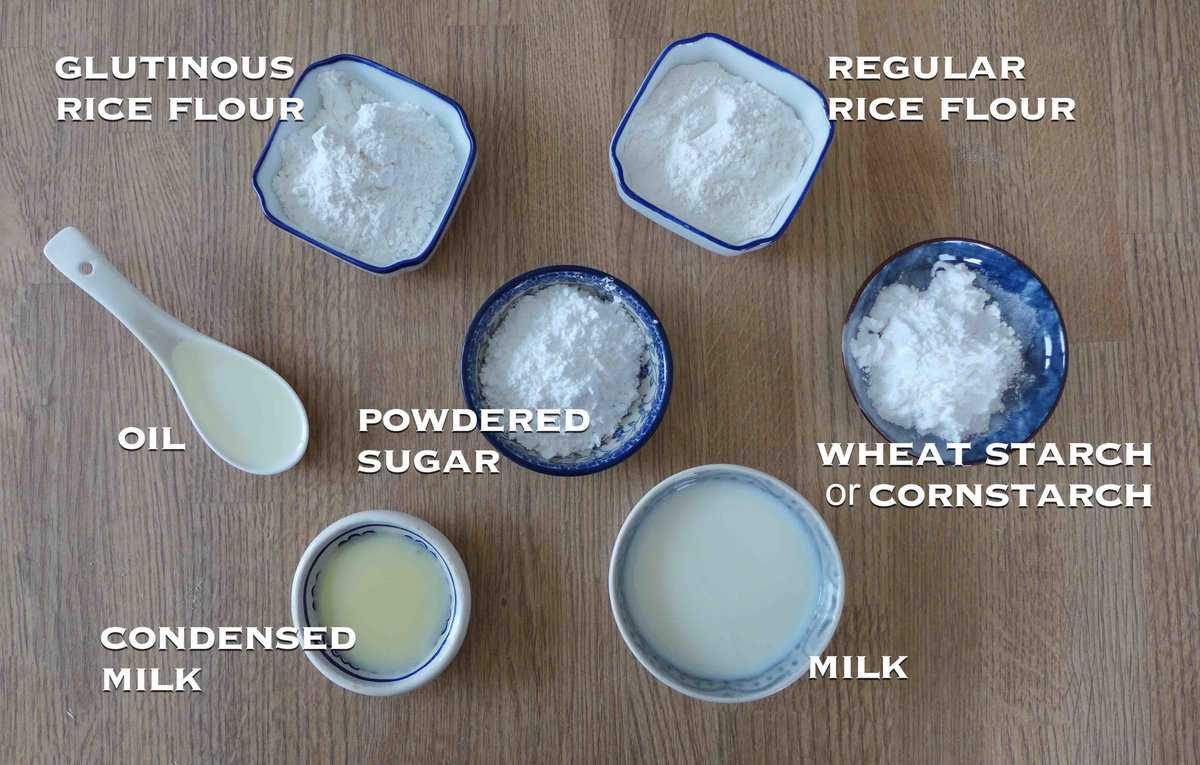 GLUTINOUS
RICE FLOUR
REGULAR
RICE FLOUR
OIL
POWDERED
SUGAR
WHEAT STARCH
or CORNSTARCH
CONDENSED
MILK
MILK